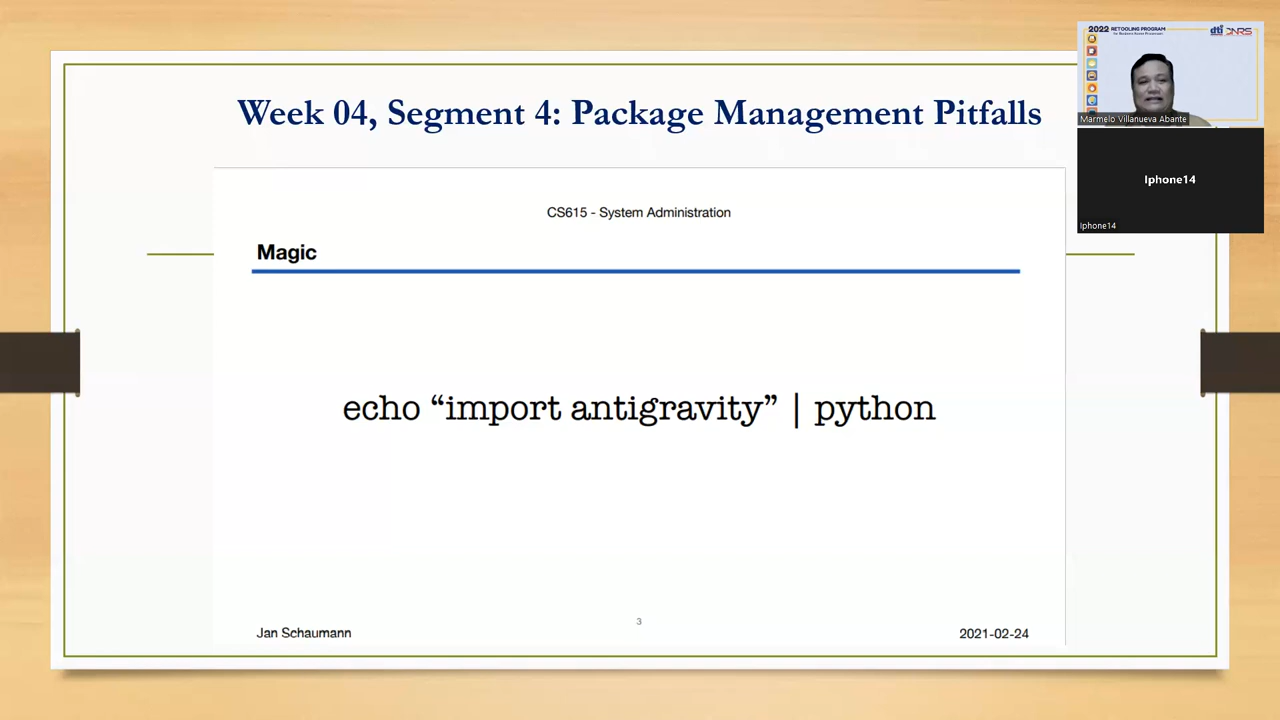 Week 04, Segment 4: Package Management Pitfalls
CS615 - System Administration
Magic
echo “import antigravity” | python
Jan Schaumann
3
2021-02-24
2022 RETOOLING PROGRAM
dti
Marmelo Villanueva Abante
Iphone14
Iphone14